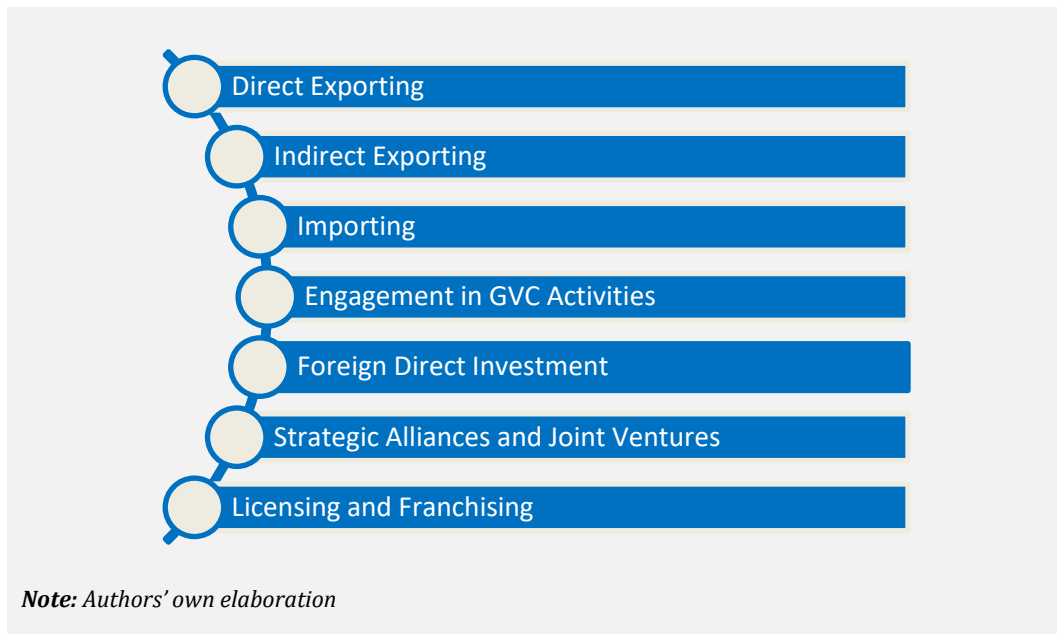 Direct Exporting
Indirect Exporting
Importing
Engagement in GVC Activities
Foreign Direct Investment
Strategic Alliances and Joint Ventures
Licensing and Franchising
Note: Authors’ own elaboration